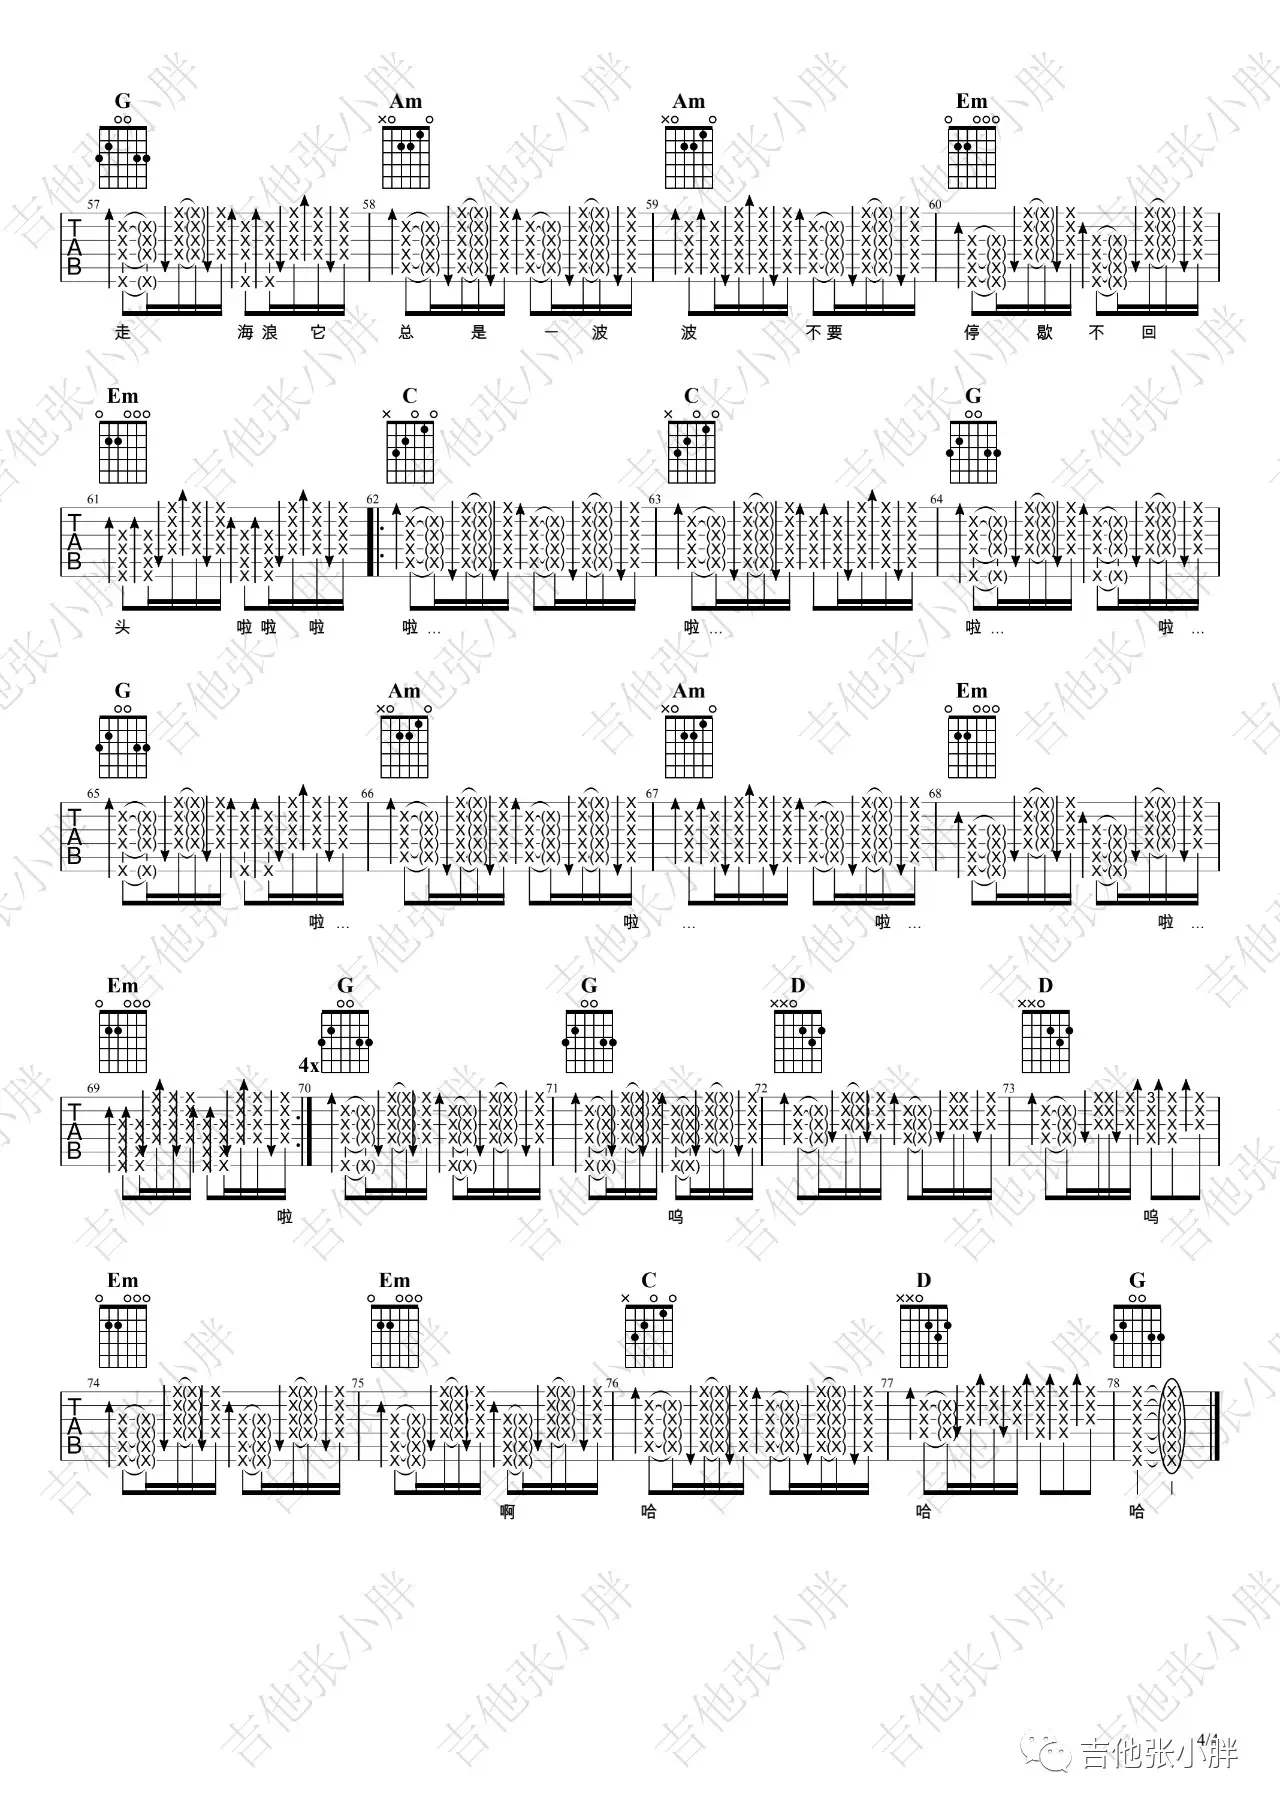 G Am Am Em
57 58 59 60
走 海 浪 它 总 是 一 波 波 不 要 停 歇 不 回
Em C C G
61 62 63 64
头 啦 啦 啦 啦 ... 啦 ... 啦 ... 啦 ...
G Am Am Em
65 66 67 68
啦 ... 啦 ... 啦 ... 啦 ...
Em G G D D
4x
69 70 71 72 73
3
啦 呜 呜
Em Em C D G
74 75 76 77 78
啊 哈 哈 哈
4/4
吉他张小胖